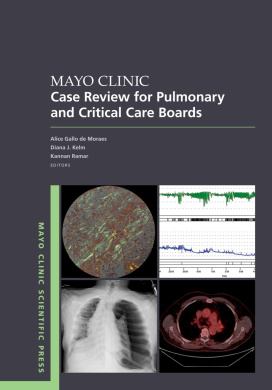 MAYO CLINIC
Case Review for Pulmonary
and Critical Care Boards
Alice Gallo de Moraes
Diana J. Kelm
Kannan Ramar
EDITORS
MAYO CLINIC SCIENTIFIC PRESS